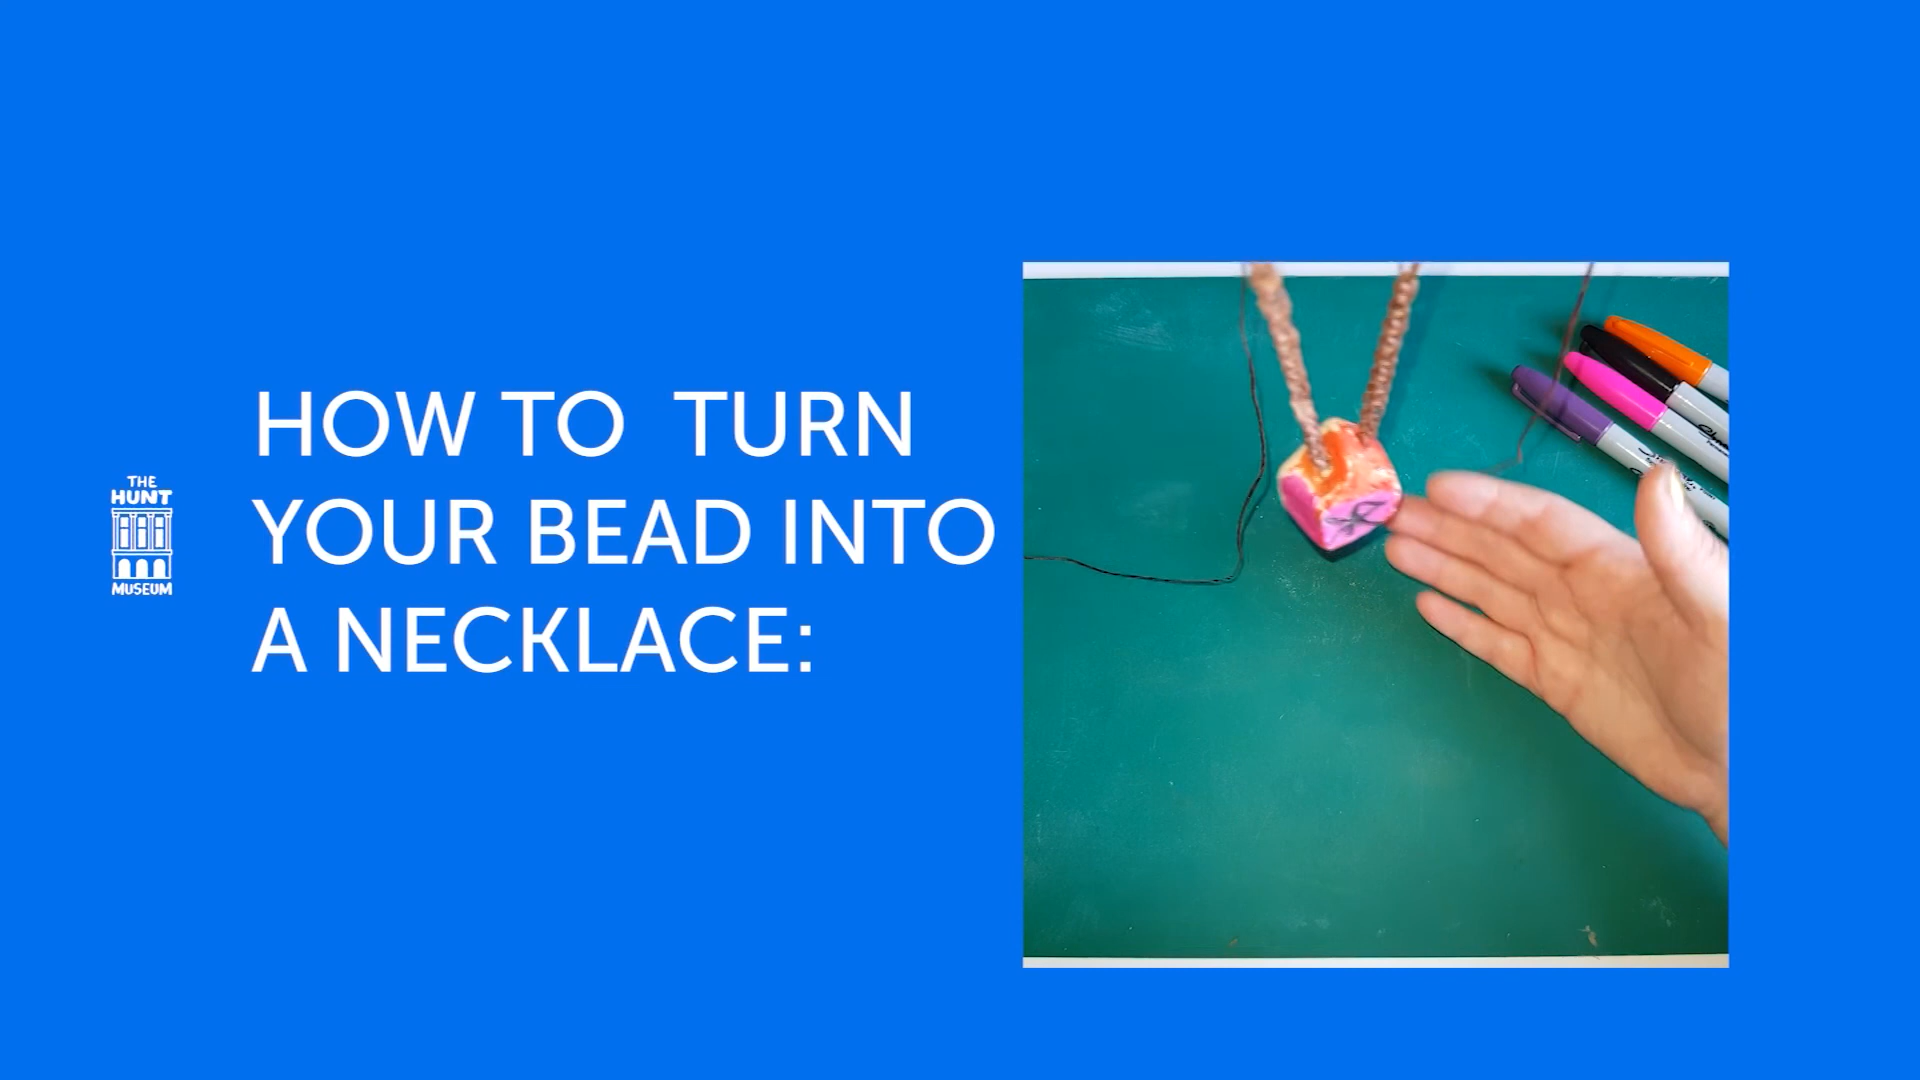 THE
HUNT
MUSEUM
HOW TO  TURN
YOUR BEAD INTO
A NECKLACE: